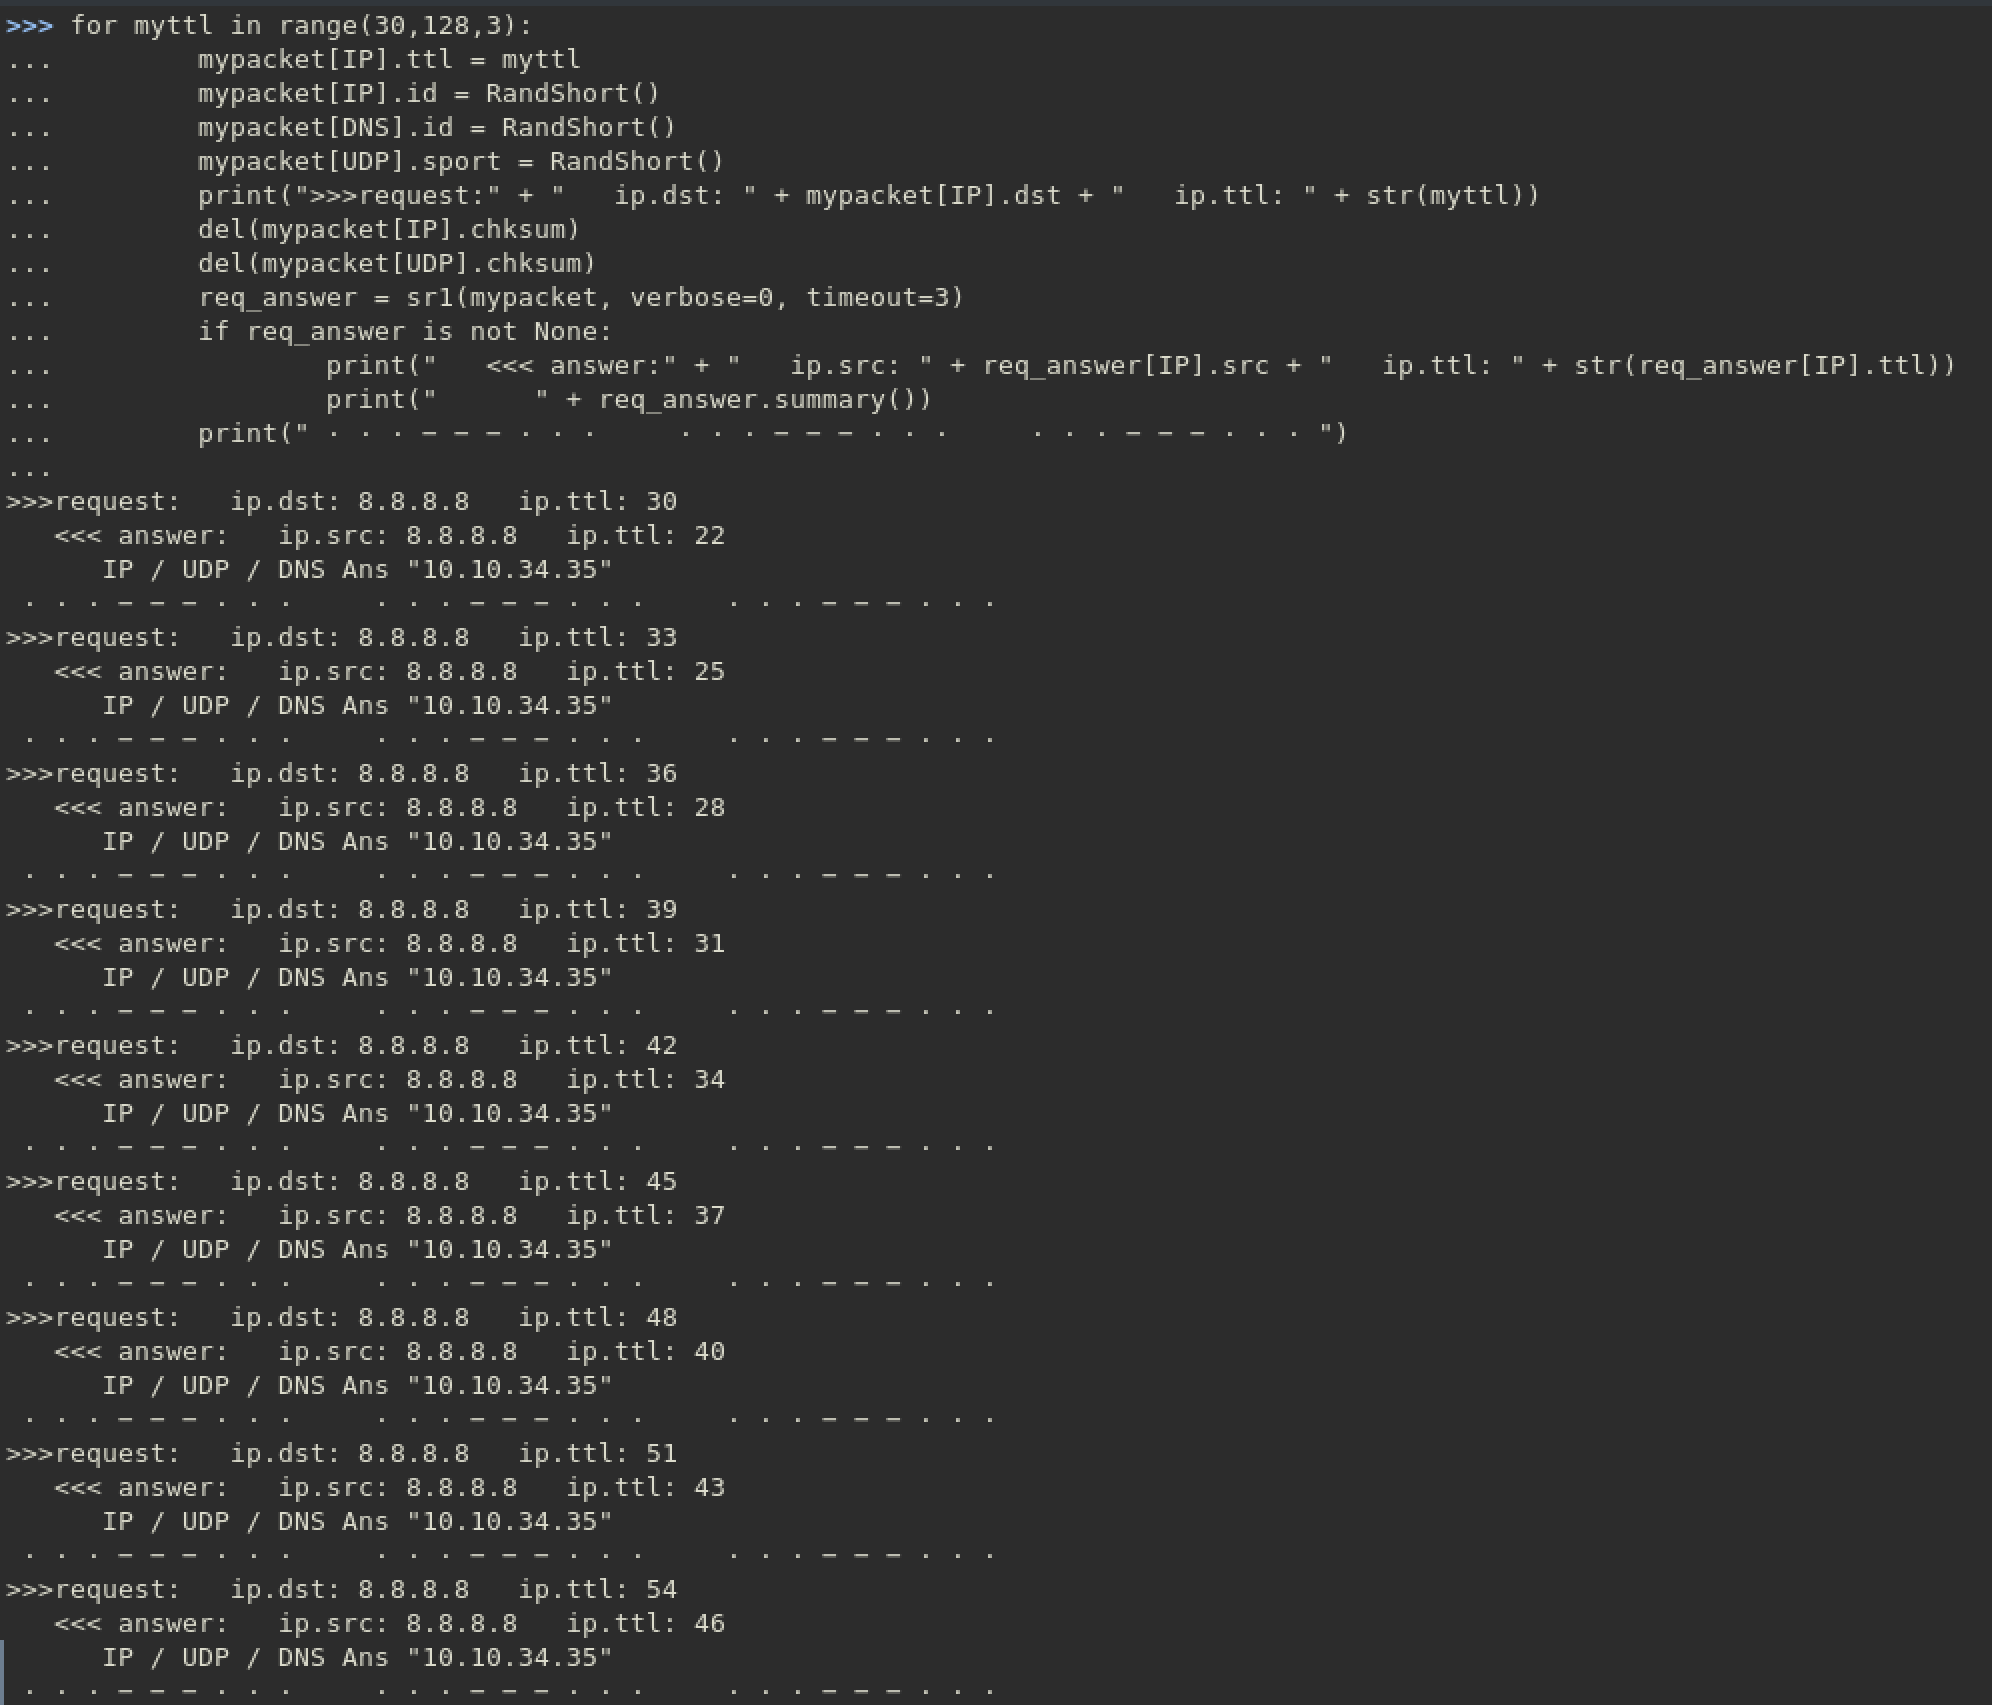 >>> for myttl in range(30,128,3):
...         mypacket[IP].ttl = myttl
...         mypacket[IP].id = RandShort()
...         mypacket[DNS].id = RandShort()
...         mypacket[UDP].sport = RandShort()
...         print(">>>request:" + "   ip.dst: " + mypacket[IP].dst + "   ip.ttl: " + str(myttl))
...         del(mypacket[IP].chksum)
...         del(mypacket[UDP].chksum)
...         req_answer = sr1(mypacket, verbose=0, timeout=3)
...         if req_answer is not None:
...                 print("   <<< answer:" + "   ip.src: " + req_answer[IP].src + "   ip.ttl: " + str(req_answer[IP].ttl))
...                 print("      " + req_answer.summary())
...         print(" · · · – – – · · ·     · · · – – – · · ·     · · · – – – · · · ")
...
>>>request:   ip.dst: 8.8.8.8   ip.ttl: 30
   <<< answer:   ip.src: 8.8.8.8   ip.ttl: 22
      IP / UDP / DNS Ans "10.10.34.35"
 · · · – – – · · ·     · · · – – – · · ·     · · · – – – · · ·
>>>request:   ip.dst: 8.8.8.8   ip.ttl: 33
   <<< answer:   ip.src: 8.8.8.8   ip.ttl: 25
      IP / UDP / DNS Ans "10.10.34.35"
 · · · – – – · · ·     · · · – – – · · ·     · · · – – – · · ·
>>>request:   ip.dst: 8.8.8.8   ip.ttl: 36
   <<< answer:   ip.src: 8.8.8.8   ip.ttl: 28
      IP / UDP / DNS Ans "10.10.34.35"
 · · · – – – · · ·     · · · – – – · · ·     · · · – – – · · ·
>>>request:   ip.dst: 8.8.8.8   ip.ttl: 39
   <<< answer:   ip.src: 8.8.8.8   ip.ttl: 31
      IP / UDP / DNS Ans "10.10.34.35"
 · · · – – – · · ·     · · · – – – · · ·     · · · – – – · · ·
>>>request:   ip.dst: 8.8.8.8   ip.ttl: 42
   <<< answer:   ip.src: 8.8.8.8   ip.ttl: 34
      IP / UDP / DNS Ans "10.10.34.35"
 · · · – – – · · ·     · · · – – – · · ·     · · · – – – · · ·
>>>request:   ip.dst: 8.8.8.8   ip.ttl: 45
   <<< answer:   ip.src: 8.8.8.8   ip.ttl: 37
      IP / UDP / DNS Ans "10.10.34.35"
 · · · – – – · · ·     · · · – – – · · ·     · · · – – – · · ·
>>>request:   ip.dst: 8.8.8.8   ip.ttl: 48
   <<< answer:   ip.src: 8.8.8.8   ip.ttl: 40
      IP / UDP / DNS Ans "10.10.34.35"
 · · · – – – · · ·     · · · – – – · · ·     · · · – – – · · ·
>>>request:   ip.dst: 8.8.8.8   ip.ttl: 51
   <<< answer:   ip.src: 8.8.8.8   ip.ttl: 43
      IP / UDP / DNS Ans "10.10.34.35"
 · · · – – – · · ·     · · · – – – · · ·     · · · – – – · · ·
>>>request:   ip.dst: 8.8.8.8   ip.ttl: 54
   <<< answer:   ip.src: 8.8.8.8   ip.ttl: 46
      IP / UDP / DNS Ans "10.10.34.35"
 · · · – – – · · ·     · · · – – – · · ·     · · · – – – · · ·